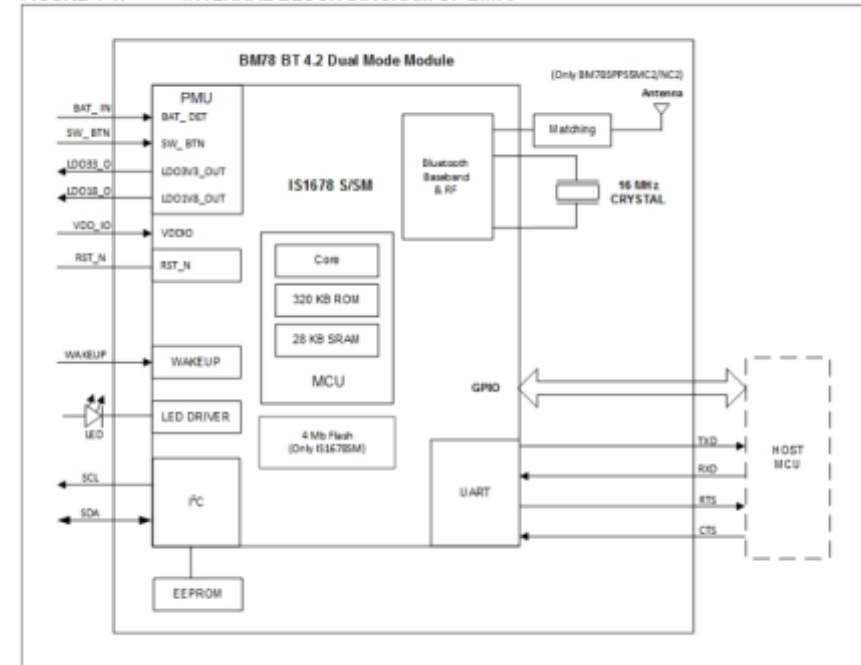 BM78 BT 4.2 Dual Mode Module
(Only BM78SPPS5MC2/NC2)
Antenna
PMU
BAT_IN
BAT_DET
SW_BTN
SW_BTN
LDO33_O
LDO3V3_OUT
LDO18_O
LDO1V8_OUT
VDD_IO
VDDIO
RST_N
RST_N
Matching
Bluetooth
Baseband
& RF
16 MHz
CRYSTAL
IS1678 S/SM
Core
320 KB ROM
28 KB SRAM
MCU
WAKEUP
WAKEUP
LED
LED DRIVER
4 Mb Flash
(Only IS1678SM)
GPIO
SCL
SDA
I²C
UART
TXD
RXD
RTS
CTS
HOST
MCU
EEPROM